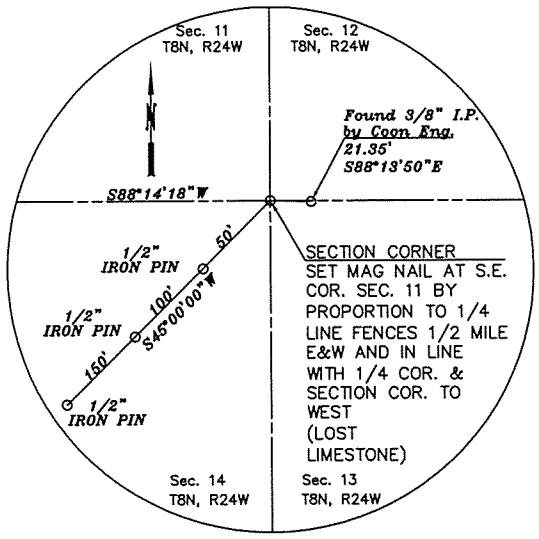 Sec. 11
T8N, R24W
Sec. 12
T8N, R24W
N
Found 3/8" I.P.
by Coon Eng.
21.35'
S88°13'50"E
S88°14'18"W
50'
1/2"
IRON PIN
100'
S45°00'00"W
1/2"
IRON PIN
150'
1/2"
IRON PIN
SECTION CORNER
SET MAG NAIL AT S.E.
COR. SEC. 11 BY
PROPORTION TO 1/4
LINE FENCES 1/2 MILE
E&W AND IN LINE
WITH 1/4 COR. &
SECTION COR. TO
WEST
(LOST
LIMESTONE)
Sec. 14
T8N, R24W
Sec. 13
T8N, R24W